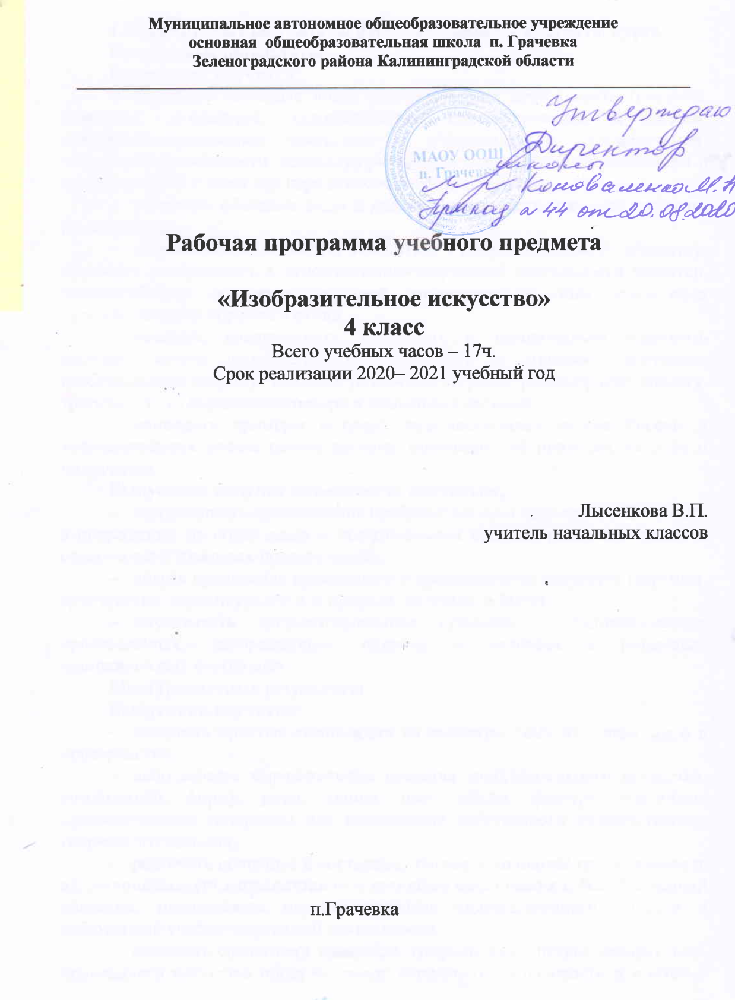 Муниципальное автономное общеобразовательное учреждение
основная общеобразовательная школа п. Грачевка
Зеленоградского района Калининградской области
Утверждаю
Директор
школы
МАОУ ООШ
п. Грачевка
Коноваленко М.Н
Приказ № 44 от 20.08.2020
Рабочая программа учебного предмета
«Изобразительное искусство»
4 класс
Всего учебных часов – 17ч.
Срок реализации 2020– 2021 учебный год
Лысенкова В.П.
учитель начальных классов
п.Грачевка